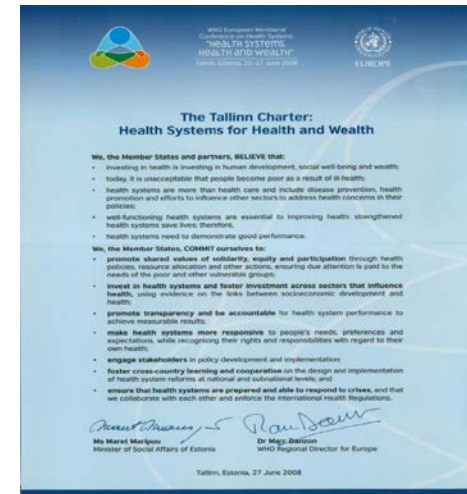 WHO European Ministerial
Conference on Health Systems:
"HEALTH SYSTEMS,
HEALTH AND WEALTH"
Tallinn, Estonia, 25–27 June 2008
WORLD HEALTH
EUROPE
The Tallinn Charter:
Health Systems for Health and Wealth
We, the Member States and partners, BELIEVE that:
• investing in health is investing in human development, social well-being and wealth;
• today, it is unacceptable that people become poor as a result of ill-health;
• health systems are more than health care and include disease prevention, health
promotion and efforts to influence other sectors to address health concerns in their
policies;
• well-functioning health systems are essential to improving health: strengthened
health systems save lives; therefore,
• health systems need to demonstrate good performance.
We, the Member States, COMMIT ourselves to:
• promote shared values of solidarity, equity and participation through health
policies, resource allocation and other actions, ensuring due attention is paid to the
needs of the poor and other vulnerable groups;
• invest in health systems and foster investment across sectors that influence
health, using evidence on the links between socioeconomic development and
health;
• promote transparency and be accountable for health system performance to
achieve measurable results;
• make health systems more responsive to people's needs, preferences and
expectations, while recognizing their rights and responsibilities with regard to their
own health;
• engage stakeholders in policy development and implementation;
• foster cross-country learning and cooperation on the design and implementation
of health system reforms at national and subnational levels; and
• ensure that health systems are prepared and able to respond to crises, and that
we collaborate with each other and enforce the International Health Regulations.
Ms Maret Maripuu
Minister of Social Affairs of Estonia
Dr Marc Danzon
WHO Regional Director for Europe
Tallinn, Estonia, 27 June 2008